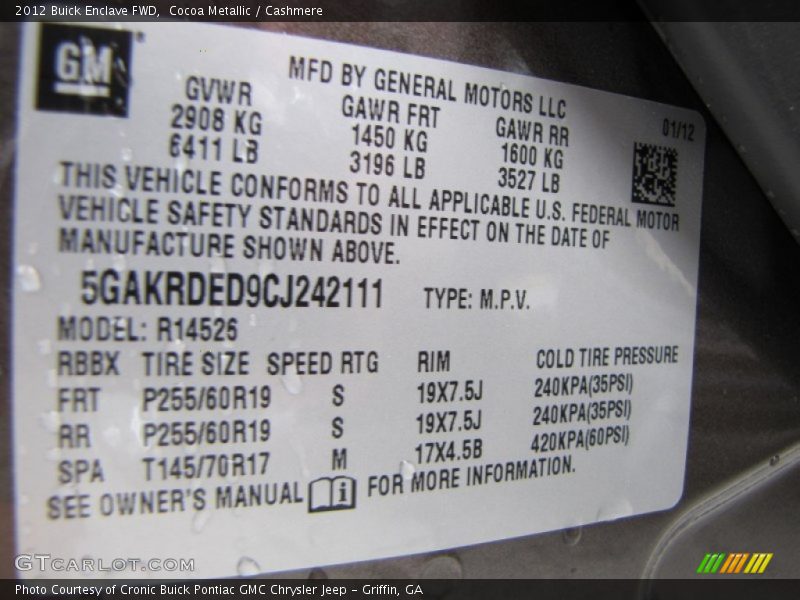 2012 Buick Enclave FWD, Cocoa Metallic / Cashmere
GM
MFD BY GENERAL MOTORS LLC
GVWR GAWR FRT GAWR RR 01/12
2908 KG 1450 KG 1600 KG
6411 LB 3196 LB 3527 LB
THIS VEHICLE CONFORMS TO ALL APPLICABLE U.S. FEDERAL MOTOR
VEHICLE SAFETY STANDARDS IN EFFECT ON THE DATE OF
MANUFACTURE SHOWN ABOVE.
5GAKRDED9CJ242111 TYPE: M.P.V.
MODEL: R14526
RBBX TIRE SIZE SPEED RTG RIM COLD TIRE PRESSURE
FRT P255/60R19 S 19X7.5J 240KPA(35PSI)
RR P255/60R19 S 19X7.5J 240KPA(35PSI)
SPA T145/70R17 M 17X4.5B 420KPA(60PSI)
SEE OWNER'S MANUAL i FOR MORE INFORMATION.
GTCARLOT.COM
Photo Courtesy of Cronic Buick Pontiac GMC Chrysler Jeep - Griffin, GA